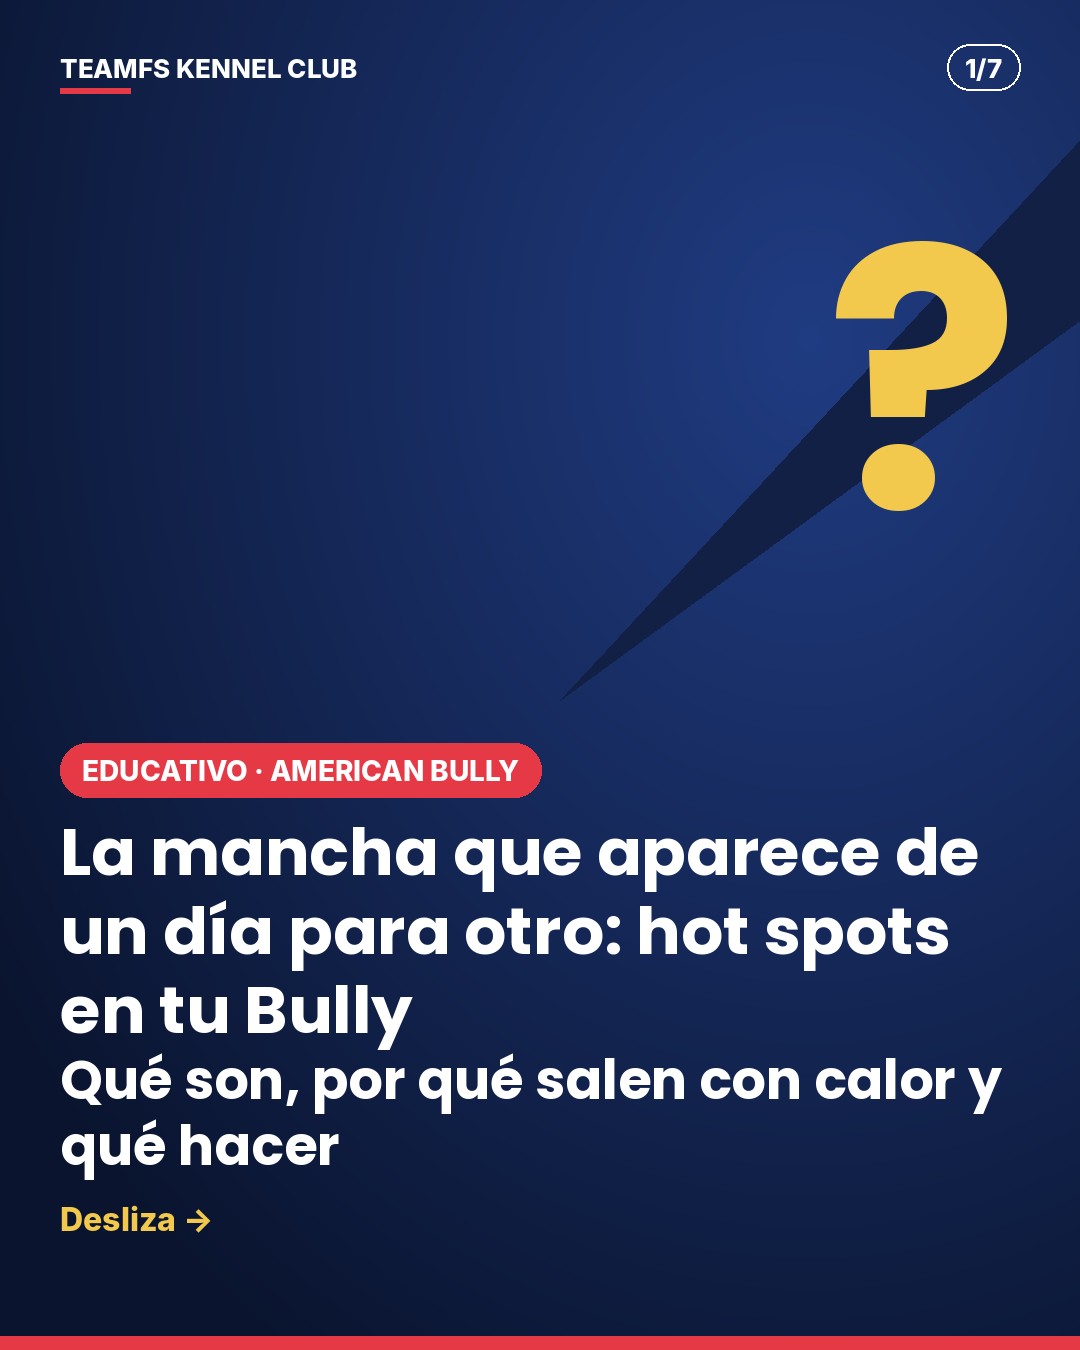 TEAMFS KENNEL CLUB
1/7
?
EDUCATIVO · AMERICAN BULLY
La mancha que aparece de
un día para otro: hot spots
en tu Bully
Qué son, por qué salen con calor y
qué hacer
Desliza →